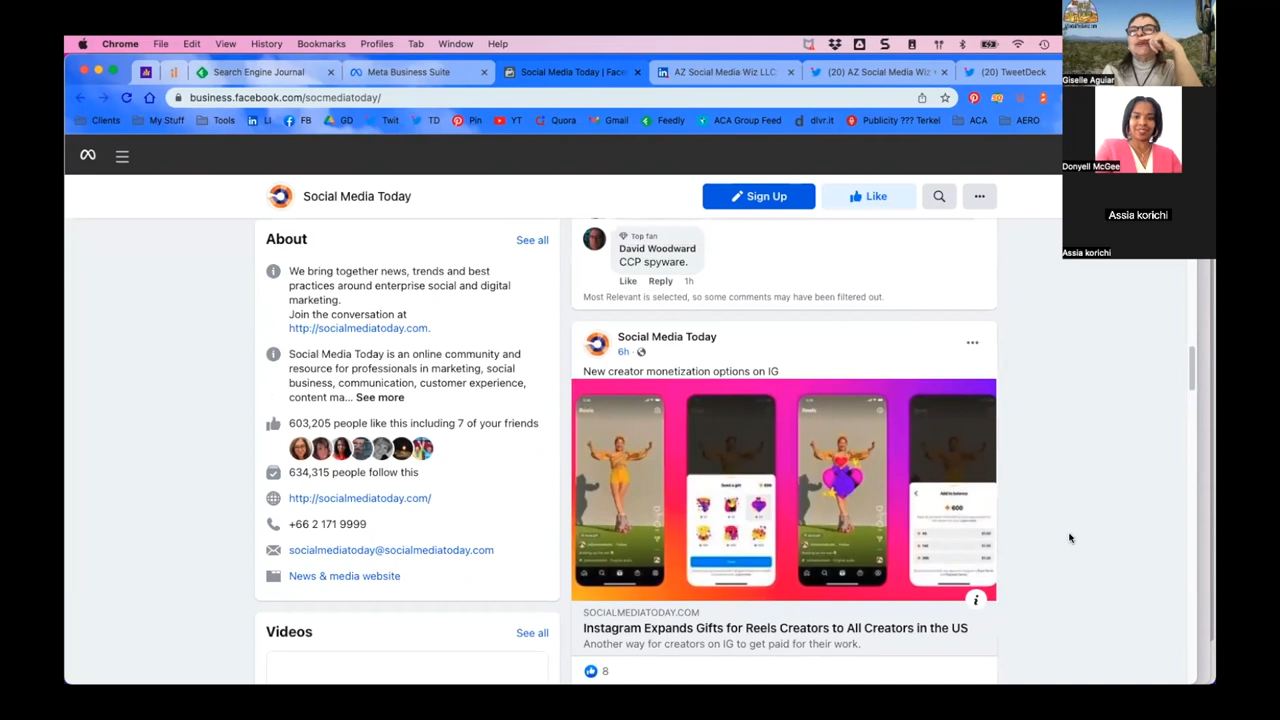 Chrome File Edit View History Bookmarks Profiles Tab Window Help
Search Engine Journal
Meta Business Suite
Social Media Today | Face
AZ Social Media Wiz LLC:
(20) AZ Social Media Wiz
(20) TweetDeck
business.facebook.com/socmediatoday/
Clients My Stuff Tools LI FB GD Twit TD Pin YT Quora Gmail Feedly ACA Group Feed dlvr.it Publicity ??? Terkel ACA AERO
Giselle Aguiar
Donyell McGee
Assia korichi
Assia korichi
Social Media Today
Sign Up
Like
About
See all
We bring together news, trends and best
practices around enterprise social and digital
marketing.
Join the conversation at
http://socialmediatoday.com.
Social Media Today is an online community and
resource for professionals in marketing, social
business, communication, customer experience,
content ma... See more
603,205 people like this including 7 of your friends
634,315 people follow this
http://socialmediatoday.com/
+66 2 171 9999
socialmediatoday@socialmediatoday.com
News & media website
Videos
See all
Top fan
David Woodward
CCP spyware.
Like Reply 1h
Most Relevant is selected, so some comments may have been filtered out.
Social Media Today
6h
New creator monetization options on IG
Reels
Send a gift
600
Reels
Add to balance
600
SOCIALMEDIATODAY.COM
Instagram Expands Gifts for Reels Creators to All Creators in the US
Another way for creators on IG to get paid for their work.
8